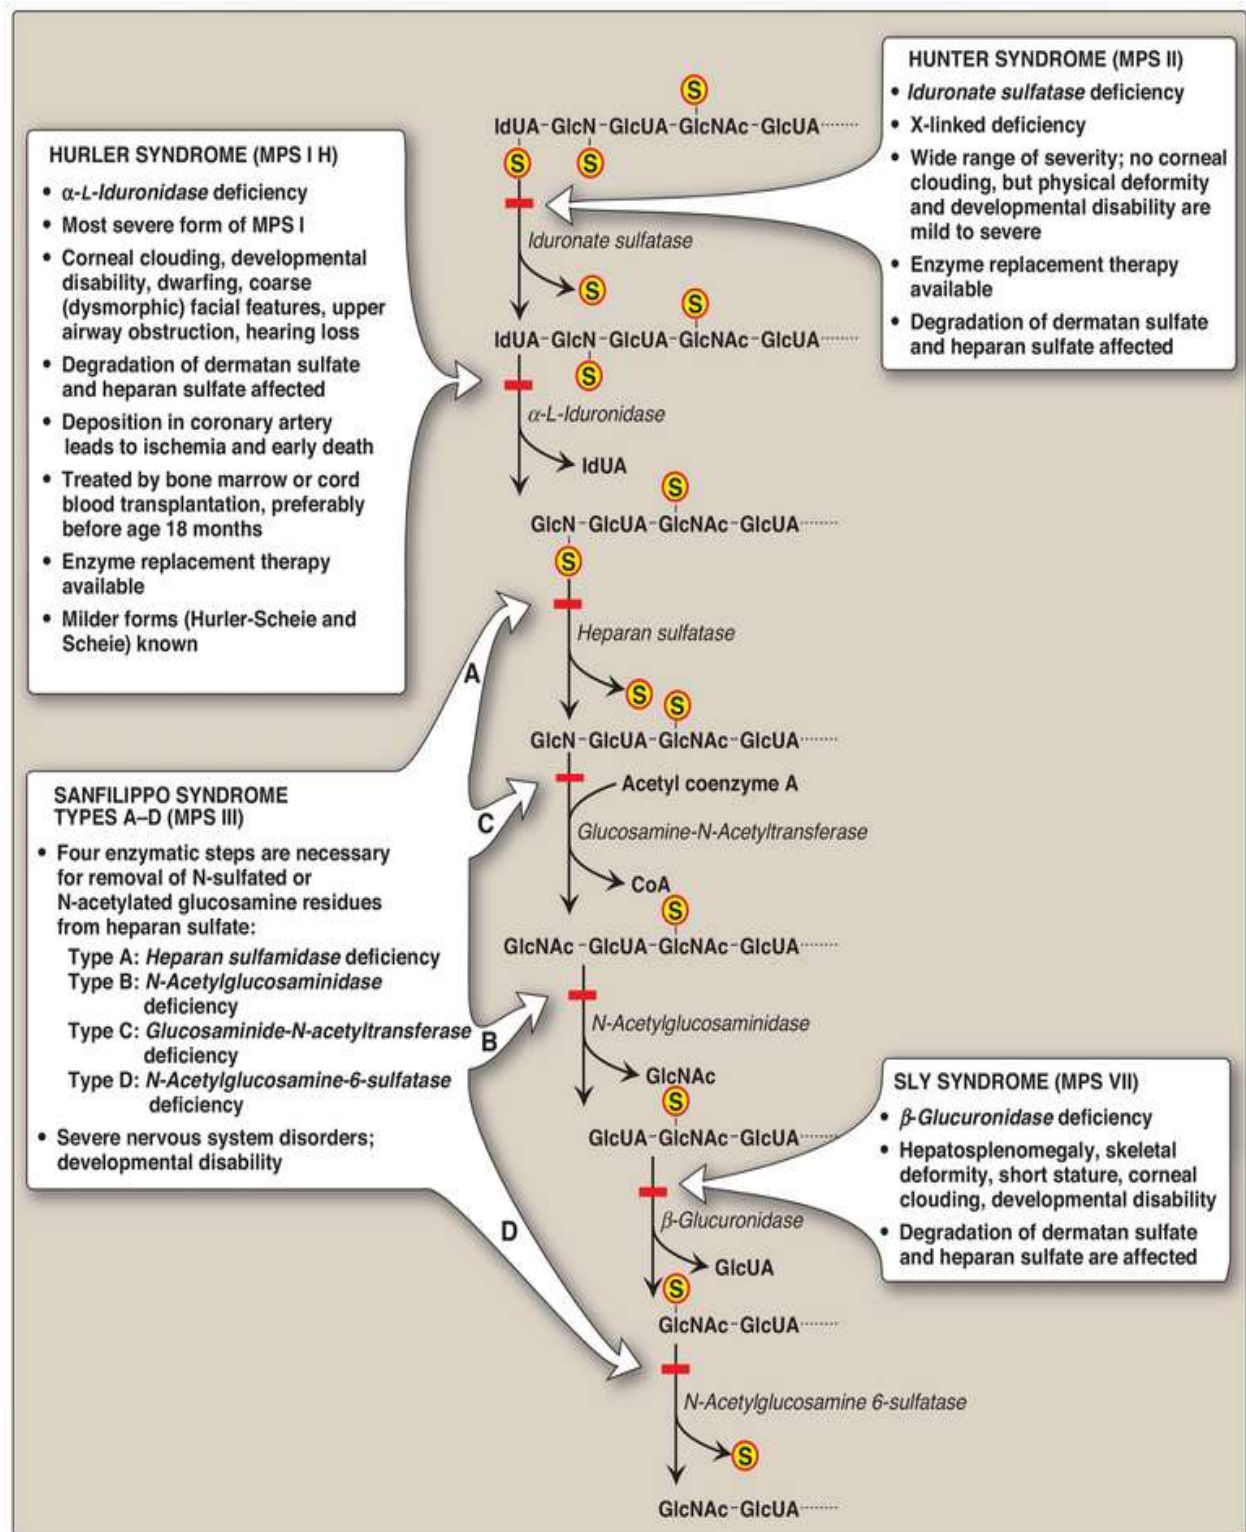 HUNTER SYNDROME (MPS II)
• Iduronate sulfatase deficiency
• X-linked deficiency
• Wide range of severity; no corneal
clouding, but physical deformity
and developmental disability are
mild to severe
• Enzyme replacement therapy
available
• Degradation of dermatan sulfate
and heparan sulfate affected
HURLER SYNDROME (MPS I H)
• α-L-Iduronidase deficiency
• Most severe form of MPS I
• Corneal clouding, developmental
disability, dwarfing, coarse
(dysmorphic) facial features, upper
airway obstruction, hearing loss
• Degradation of dermatan sulfate
and heparan sulfate affected
• Deposition in coronary artery
leads to ischemia and early death
• Treated by bone marrow or cord
blood transplantation, preferably
before age 18 months
• Enzyme replacement therapy
available
• Milder forms (Hurler-Scheie and
Scheie) known
S
IdUA-GlcN-GlcUA-GlcNAc-GlcUA........
S S
Iduronate sulfatase
S
S
IdUA-GlcN-GlcUA-GlcNAc-GlcUA........
S
α-L-Iduronidase
IdUA
S
GlcN-GlcUA-GlcNAc-GlcUA........
S
Heparan sulfatase
A
S S
GlcN-GlcUA-GlcNAc-GlcUA........
Acetyl coenzyme A
C
Glucosamine-N-Acetyltransferase
CoA
S
GlcNAc-GlcUA-GlcNAc-GlcUA........
B
N-Acetylglucosaminidase
GlcNAc
S
GlcUA-GlcNAc-GlcUA........
β-Glucuronidase
D
GlcUA
S
GlcNAc-GlcUA........
N-Acetylglucosamine 6-sulfatase
S
GlcNAc-GlcUA........
SANFILIPPO SYNDROME
TYPES A–D (MPS III)
• Four enzymatic steps are necessary
for removal of N-sulfated or
N-acetylated glucosamine residues
from heparan sulfate:
Type A: Heparan sulfamidase deficiency
Type B: N-Acetylglucosaminidase
deficiency
Type C: Glucosaminide-N-acetyltransferase
deficiency
Type D: N-Acetylglucosamine-6-sulfatase
deficiency
• Severe nervous system disorders;
developmental disability
SLY SYNDROME (MPS VII)
• β-Glucuronidase deficiency
• Hepatosplenomegaly, skeletal
deformity, short stature, corneal
clouding, developmental disability
• Degradation of dermatan sulfate
and heparan sulfate are affected